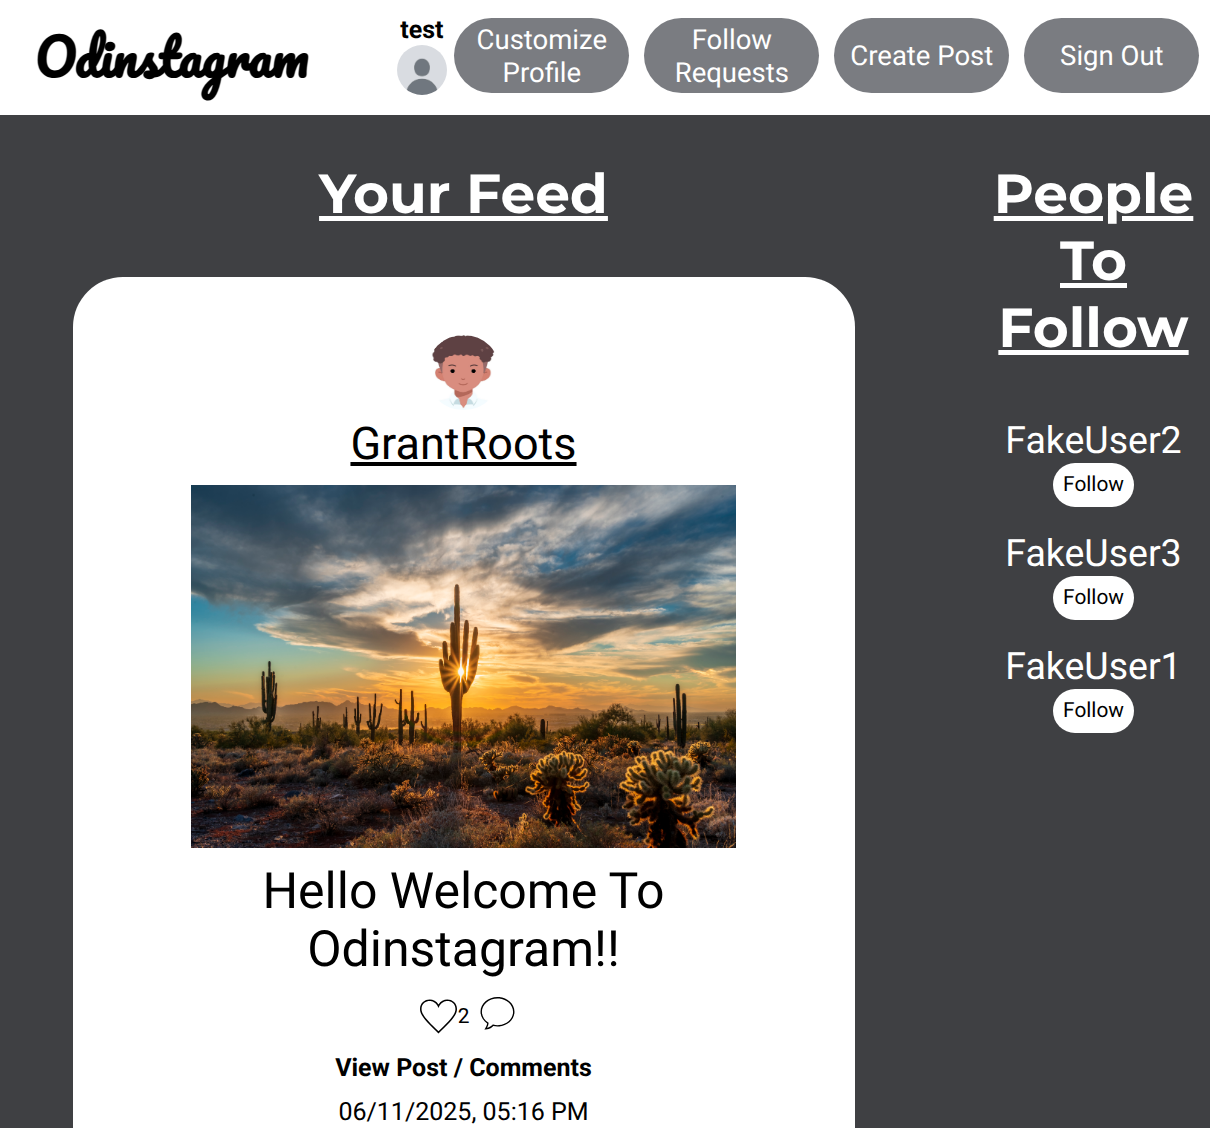 Odinstagram
test
Customize
Profile
Follow
Requests
Create Post
Sign Out
Your Feed
GrantRoots
Hello Welcome To
Odinstagram!!
2
View Post / Comments
06/11/2025, 05:16 PM
People
To
Follow
FakeUser2
Follow
FakeUser3
Follow
FakeUser1
Follow